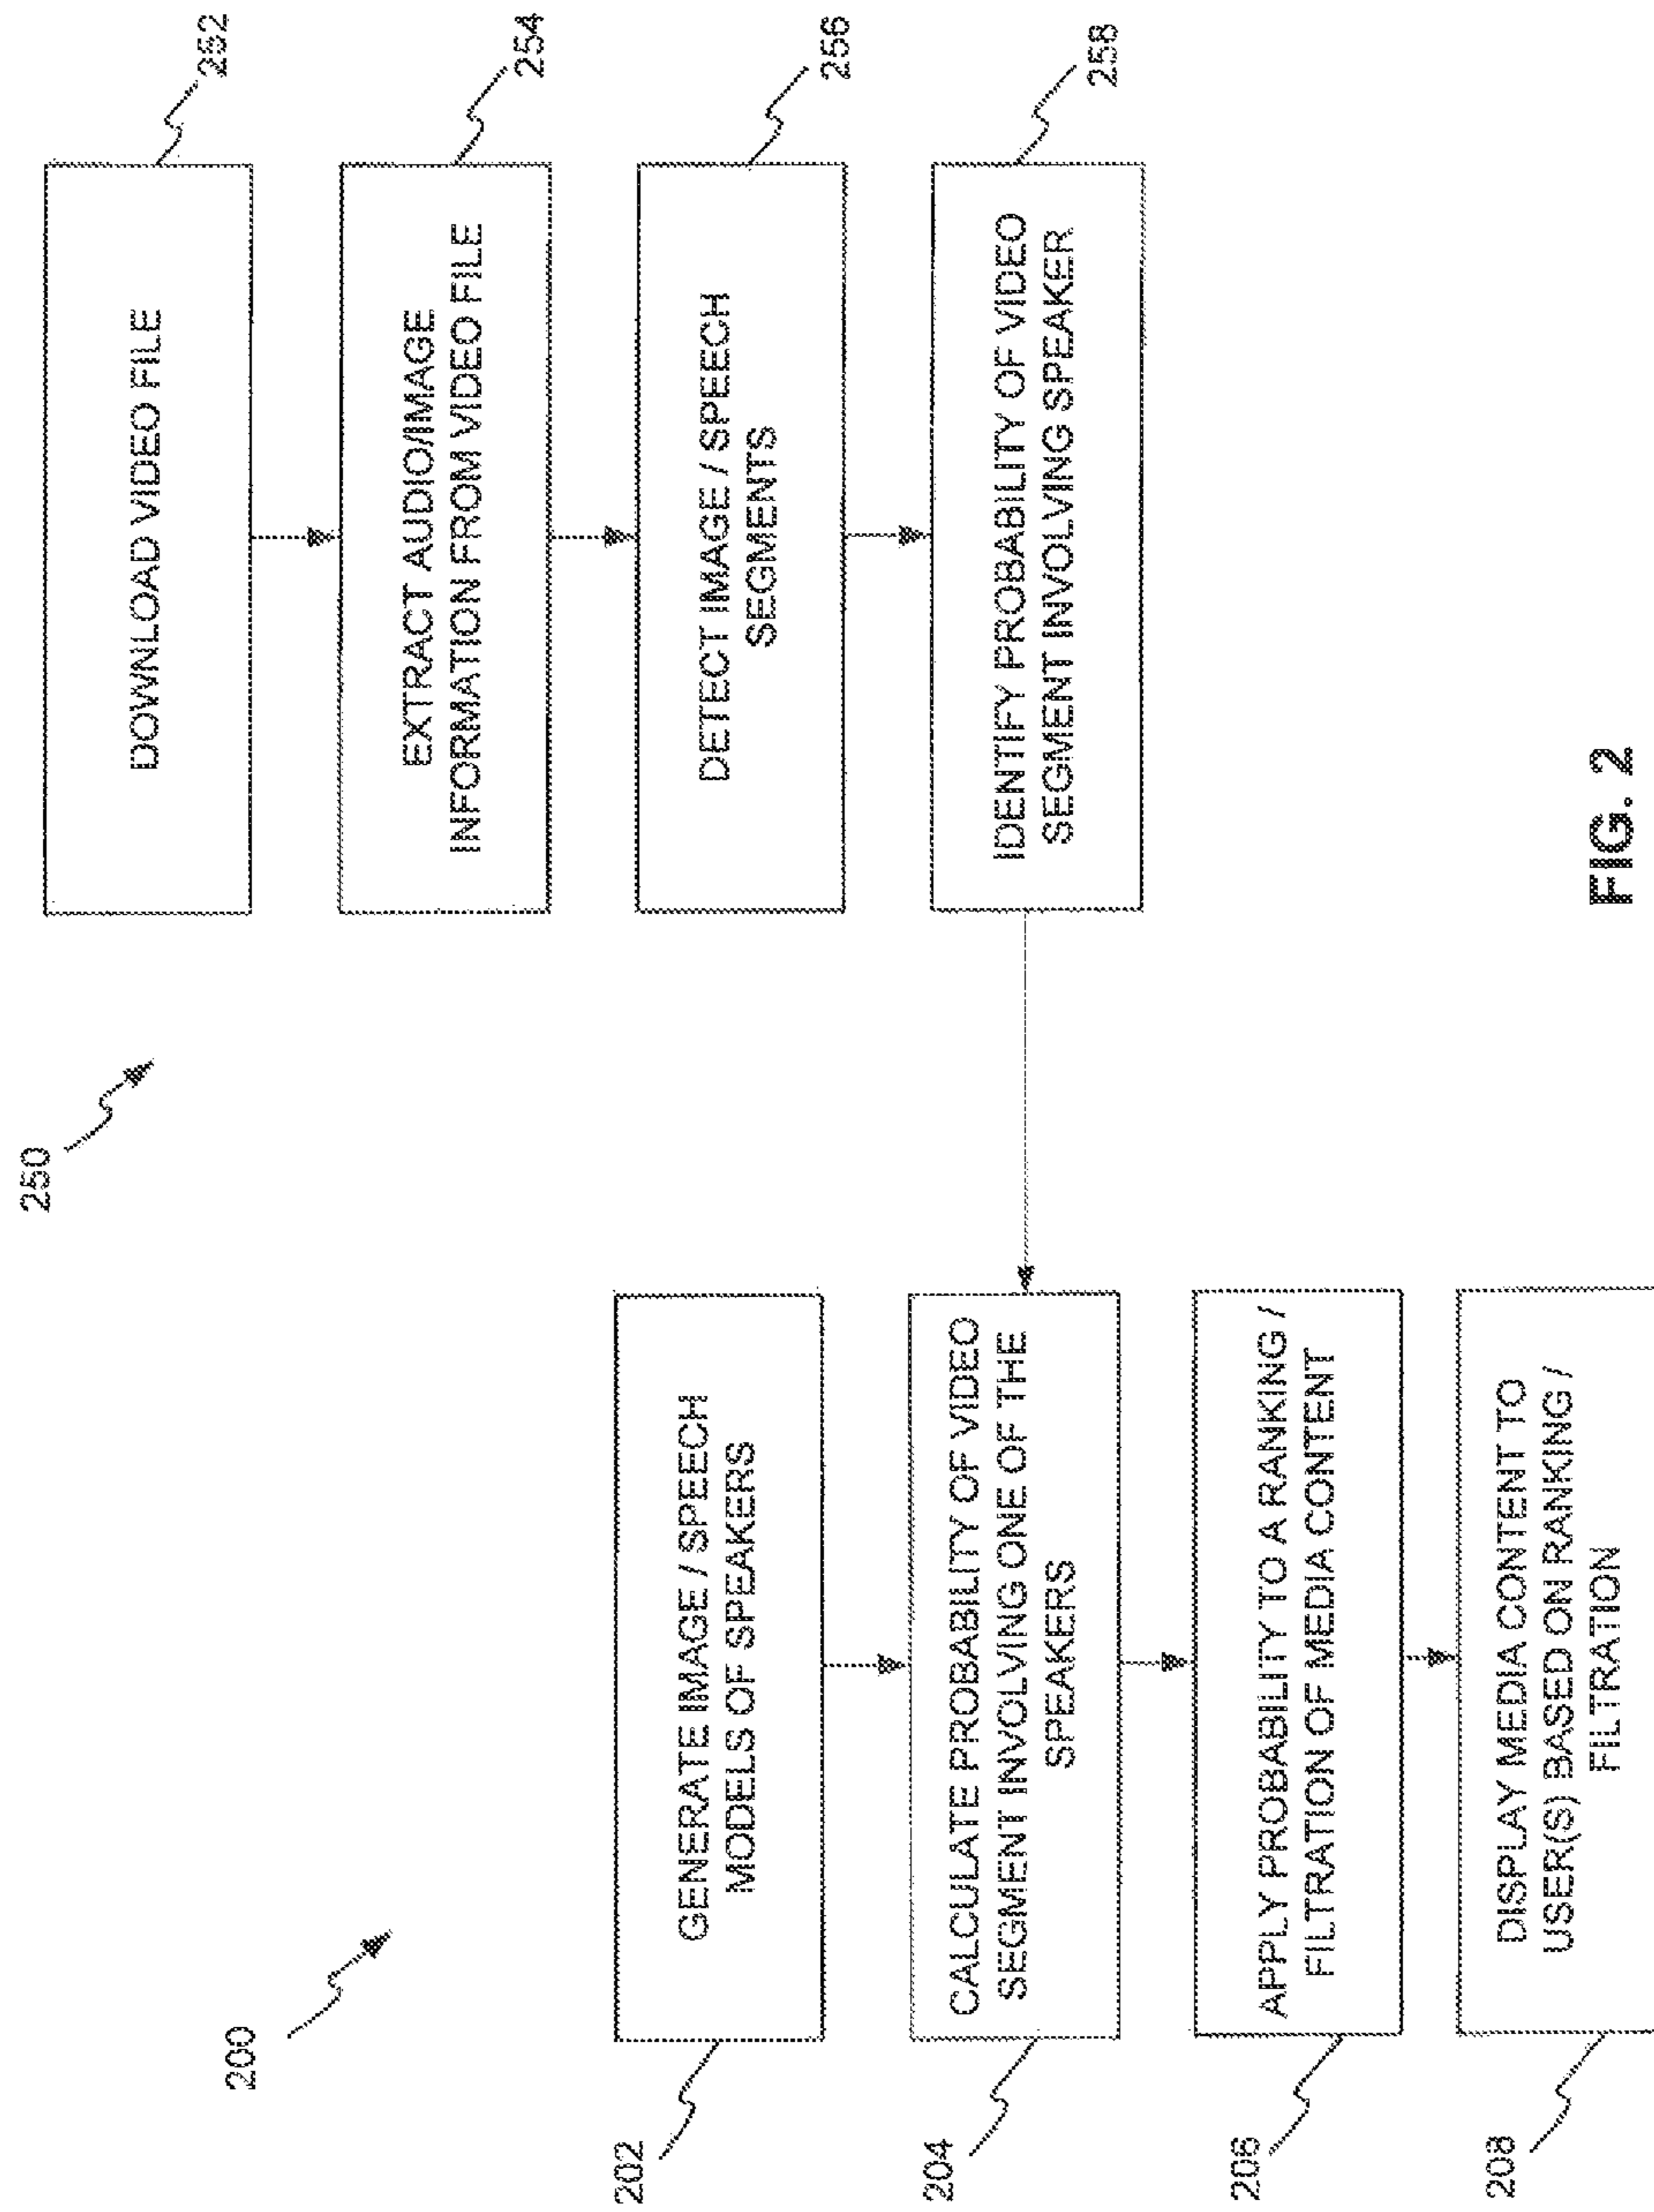 200
202
GENERATE IMAGE / SPEECH
MODELS OF SPEAKERS
204
CALCULATE PROBABILITY OF VIDEO
SEGMENT INVOLVING ONE OF THE
SPEAKERS
206
APPLY PROBABILITY TO A RANKING /
FILTRATION OF MEDIA CONTENT
208
DISPLAY MEDIA CONTENT TO
USER(S) BASED ON RANKING /
FILTRATION
250
252
DOWNLOAD VIDEO FILE
254
EXTRACT AUDIO/IMAGE
INFORMATION FROM VIDEO FILE
256
DETECT IMAGE / SPEECH
SEGMENTS
258
IDENTIFY PROBABILITY OF VIDEO
SEGMENT INVOLVING SPEAKER
FIG. 2